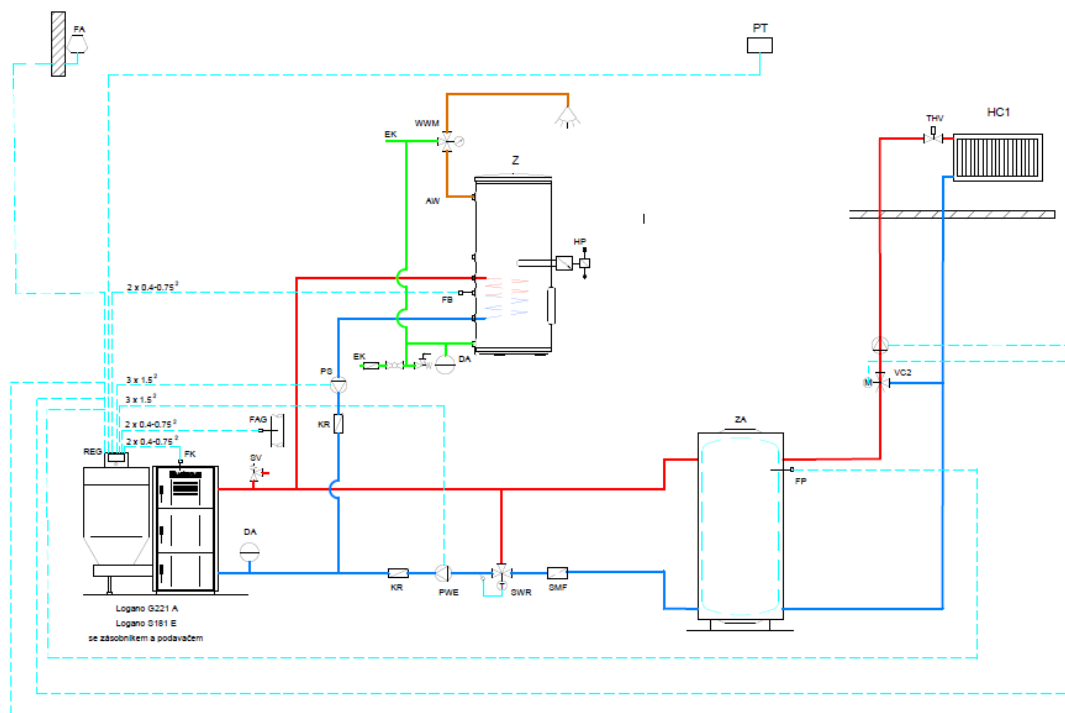 FA
PT
HC1
THV
WWM
EK
Z
AW
HP
2 x 0.4-0.75²
FB
EK
DA
PS
VC2
M
3 x 1.5²
3 x 1.5²
FAG
2 x 0.4-0.75²
KR
ZA
2 x 0.4-0.75²
REG
FK
SV
FP
DA
KR
PWE
SWR
SMF
Logano G221 A
Logano S181 E
se zásobníkem a podavačem